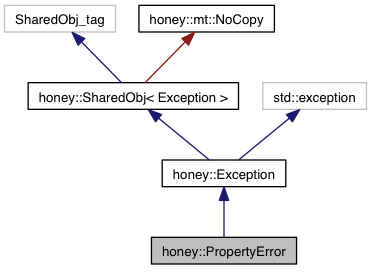 SharedObj_tag
honey::mt::NoCopy
honey::SharedObj< Exception >
std::exception
honey::Exception
honey::PropertyError